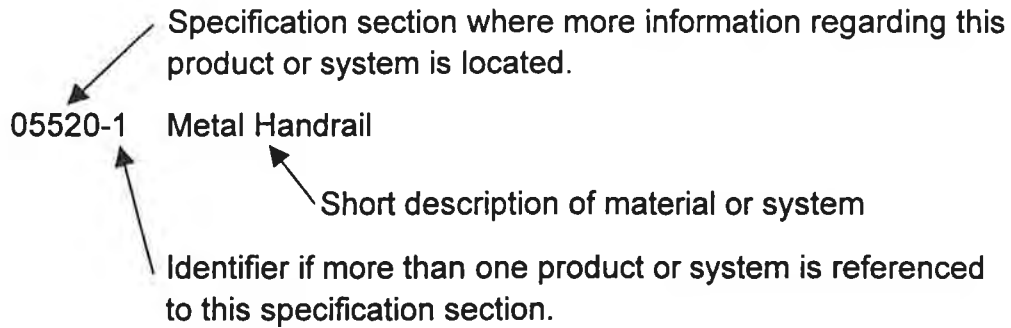 Specification section where more information regarding this
product or system is located.
05520-1 Metal Handrail
Short description of material or system
Identifier if more than one product or system is referenced
to this specification section.